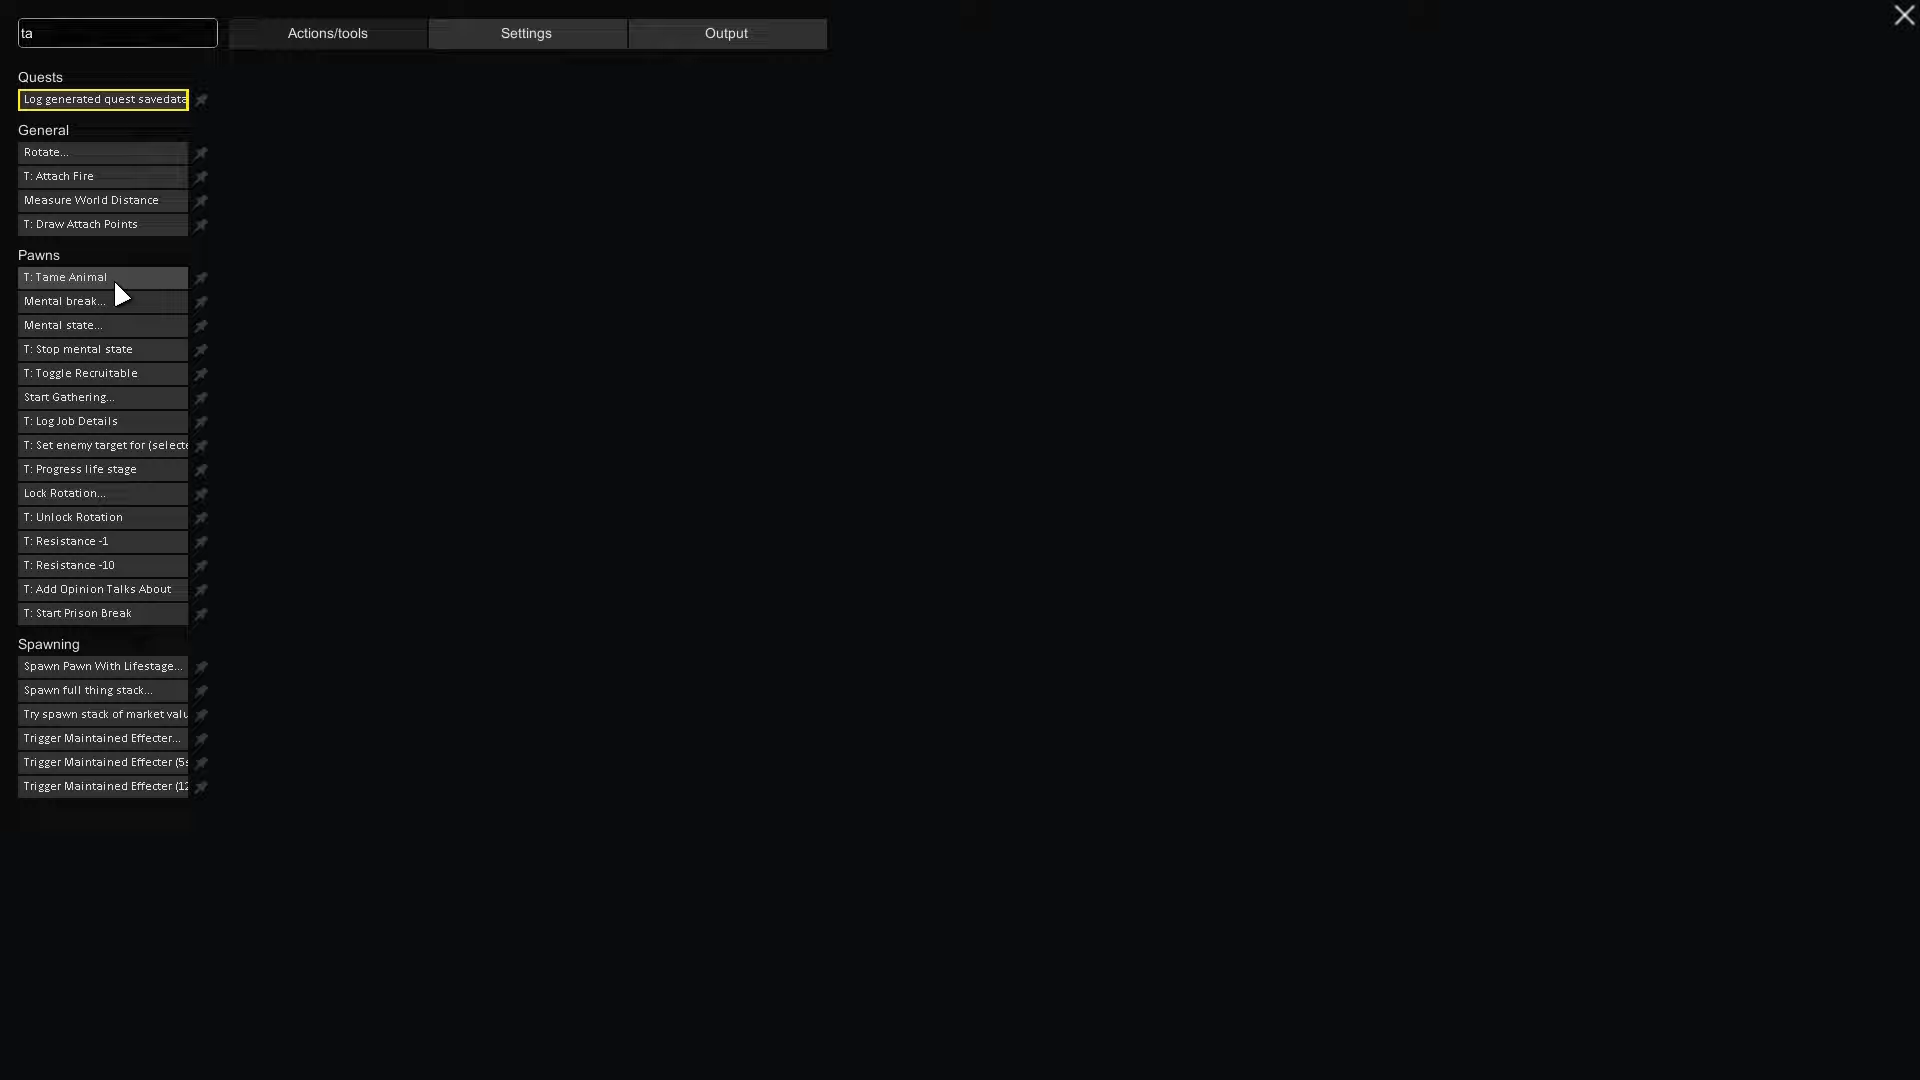 ta
Actions/tools
Settings
Output
Quests
Log generated quest savedata
General
Rotate...
T: Attach Fire
Measure World Distance
T: Draw Attach Points
Pawns
T: Tame Animal
Mental break...
Mental state...
T: Stop mental state
T: Toggle Recruitable
Start Gathering...
T: Log Job Details
T: Set enemy target for (selecte
T: Progress life stage
Lock Rotation...
T: Unlock Rotation
T: Resistance -1
T: Resistance -10
T: Add Opinion Talks About
T: Start Prison Break
Spawning
Spawn Pawn With Lifestage...
Spawn full thing stack...
Try spawn stack of market valu
Trigger Maintained Effecter...
Trigger Maintained Effecter (5s
Trigger Maintained Effecter (12